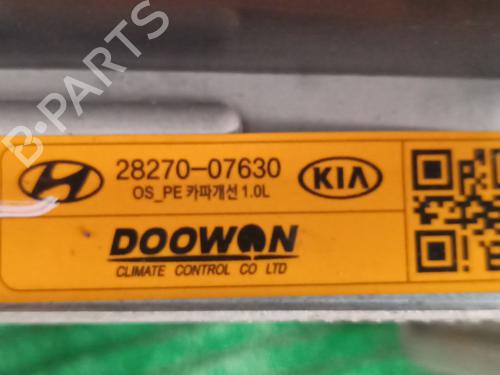 B-PARTS
28270-07630
KIA
OS_PE 카파개선 1.0L
DOOWON
CLIMATE CONTROL CO LTD